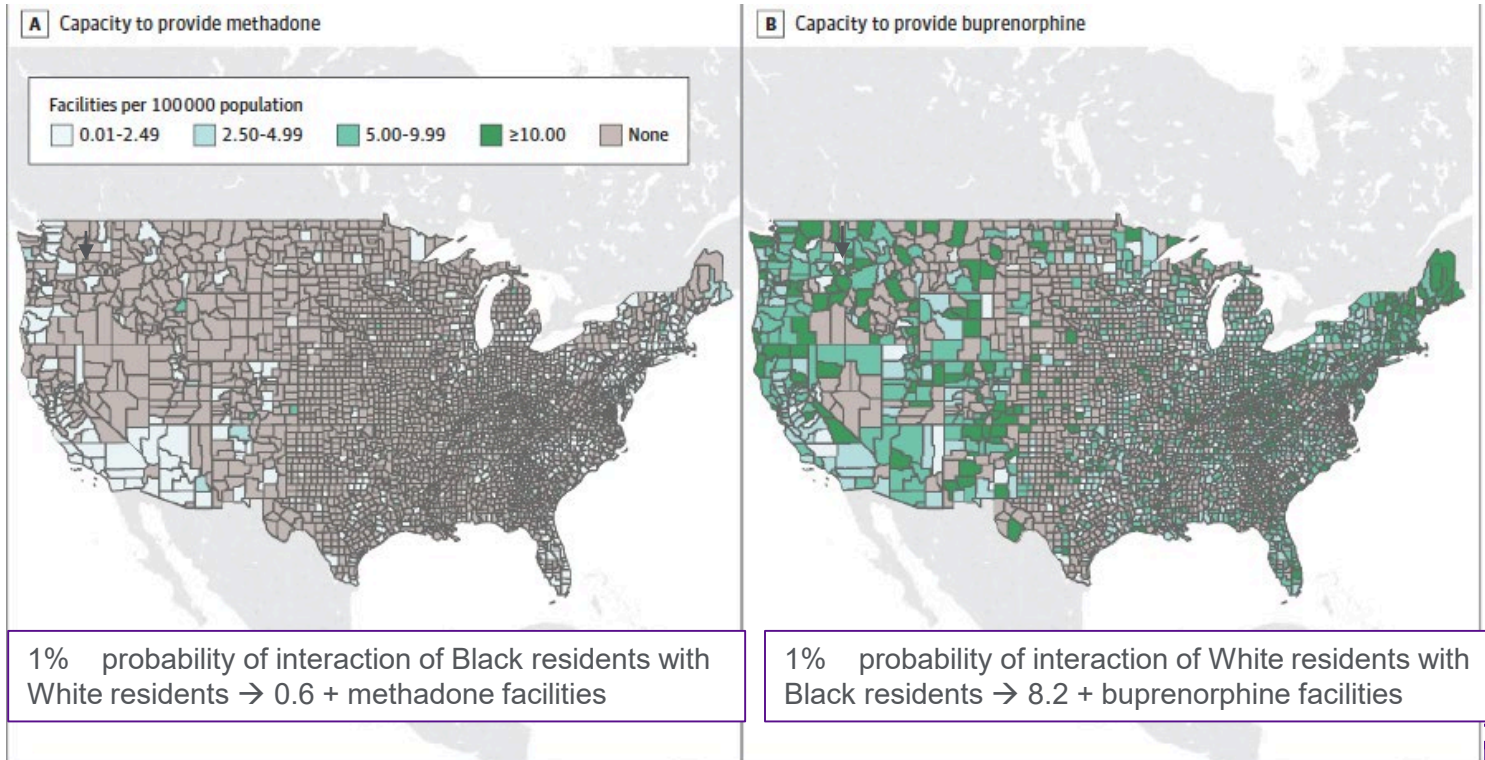 A Capacity to provide methadone
B Capacity to provide buprenorphine
Facilities per 100 000 population
0.01-2.49 2.50-4.99 5.00-9.99 ≥10.00 None
1% probability of interaction of Black residents with
White residents → 0.6 + methadone facilities
1% probability of interaction of White residents with
Black residents → 8.2 + buprenorphine facilities